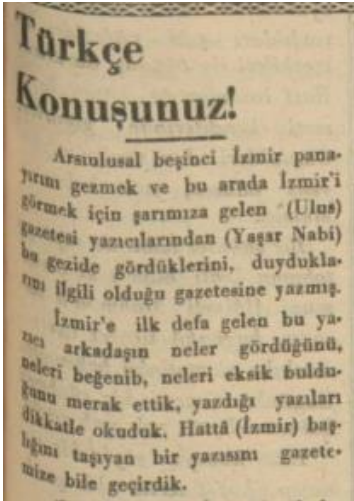 Türkçe
Konuşunuz!
Arsıulusal beşinci İzmir pana-
yırını gezmek ve bu arada İzmir'i
görmek için şarımıza gelen (Ulus)
gazetesi yazıcılarından (Yaşar Nabi)
bu gezide gördüklerini, duydukla-
rını ilgili olduğu gazetesine yazmış.
İzmir'e ilk defa gelen bu ya-
zıcı arkadaşın neler gördüğünü,
neleri beğenib, neleri eksik buldu-
ğunu merak ettik, yazdığı yazıları
dikkatle okuduk. Hattâ (İzmir) baş-
lığını taşıyan bir yazısını gazete-
mize bile geçirdik.